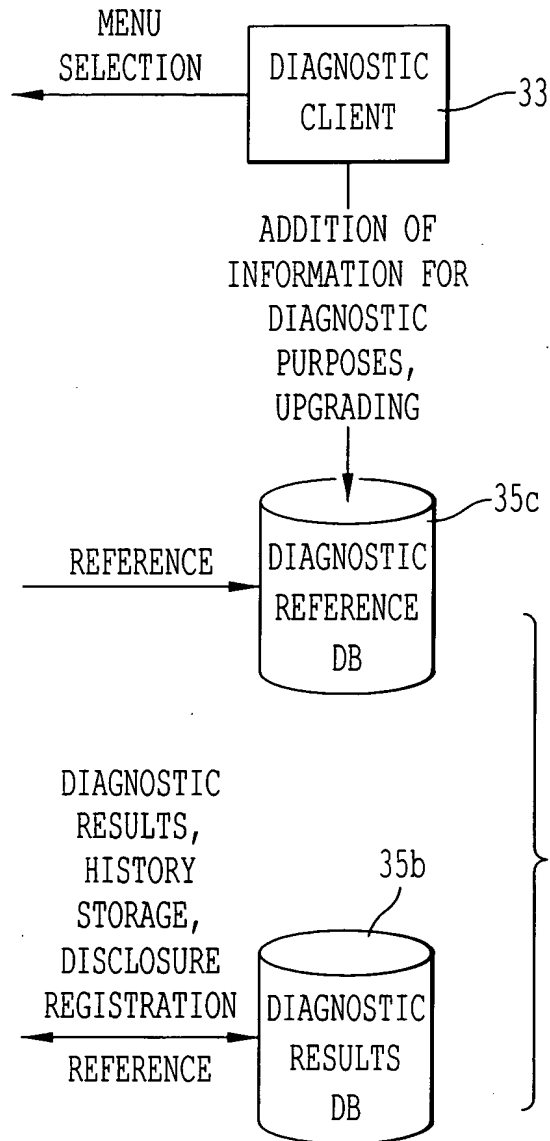 MENU
SELECTION
DIAGNOSTIC
CLIENT
33
ADDITION OF
INFORMATION FOR
DIAGNOSTIC
PURPOSES,
UPGRADING
35c
REFERENCE
DIAGNOSTIC
REFERENCE
DB
DIAGNOSTIC
RESULTS,
HISTORY
STORAGE,
DISCLOSURE
REGISTRATION
REFERENCE
35b
DIAGNOSTIC
RESULTS
DB